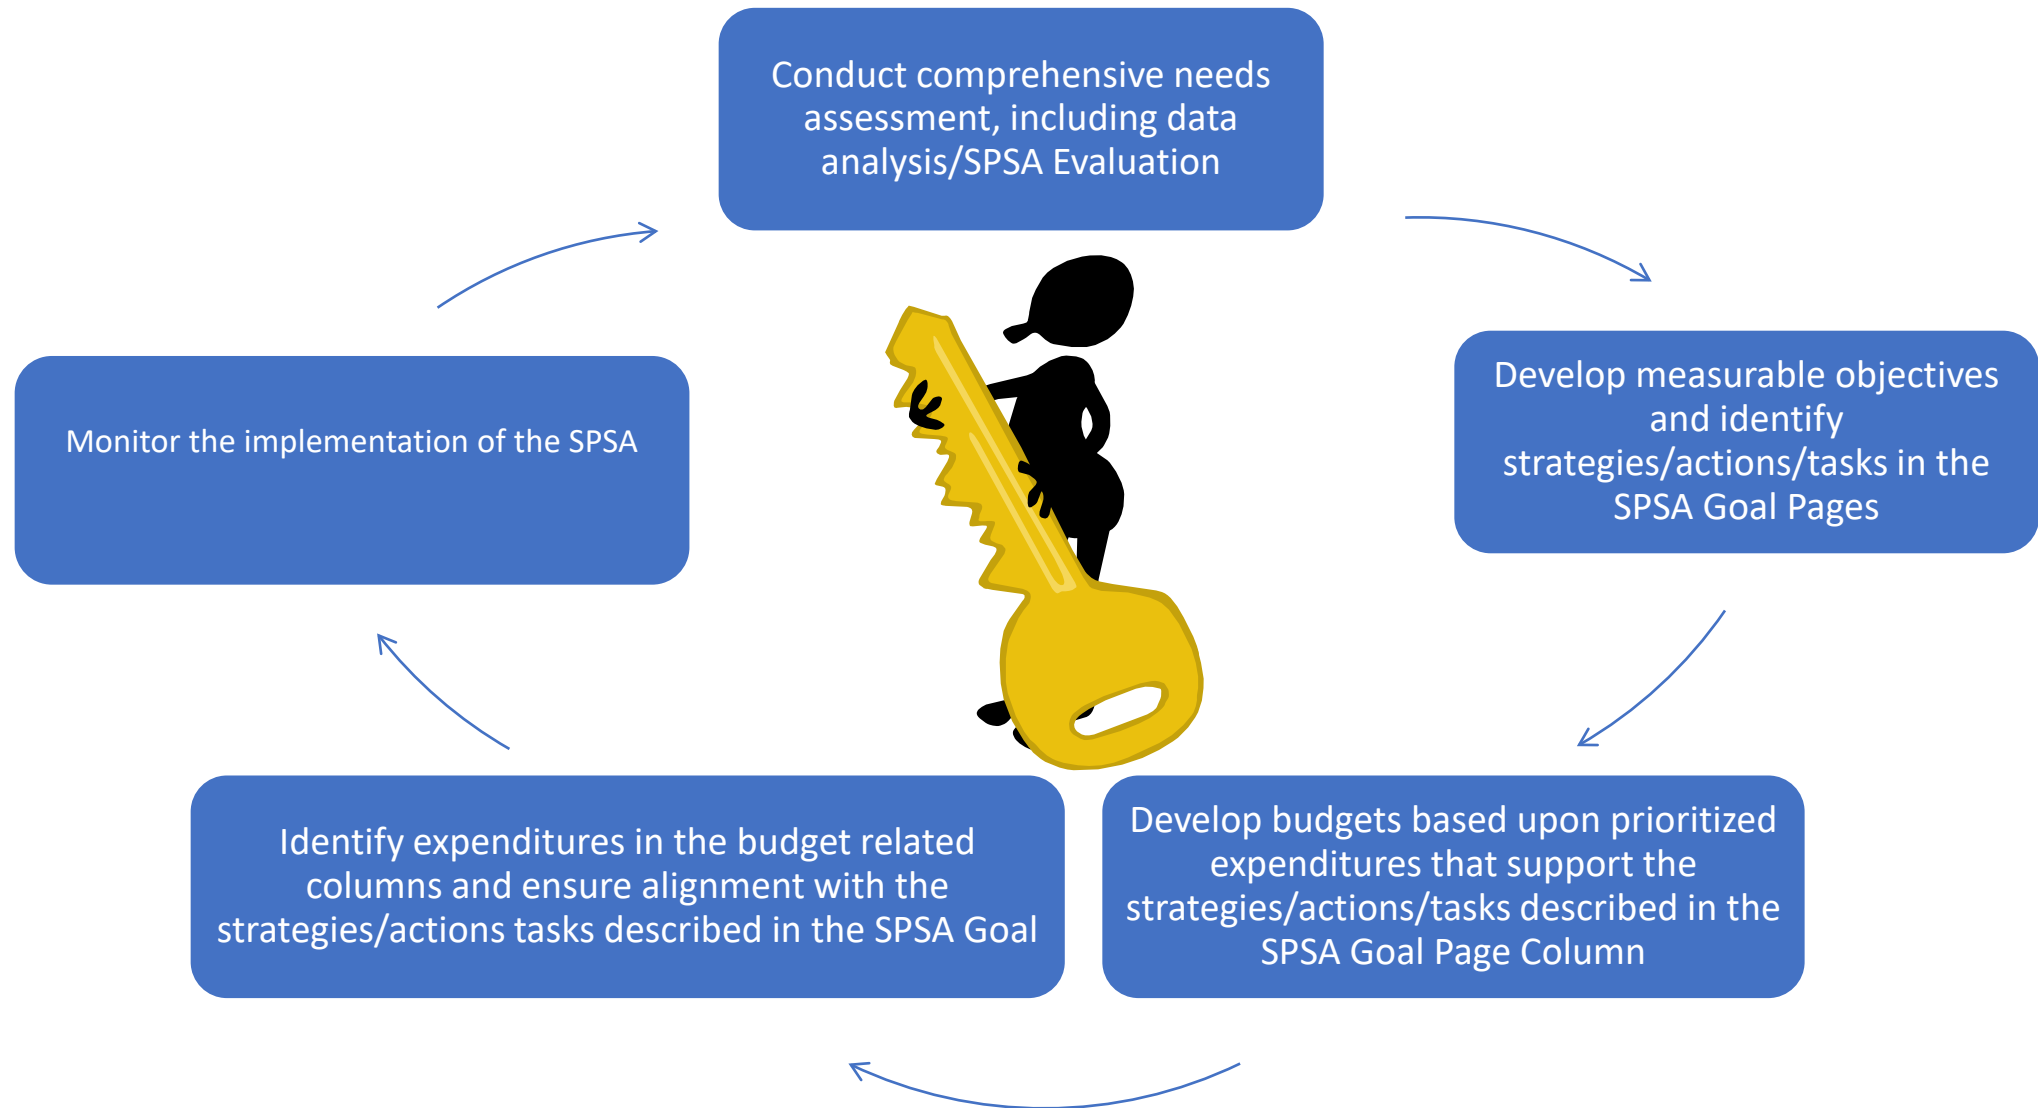 Conduct comprehensive needs
assessment, including data
analysis/SPSA Evaluation
Develop measurable objectives
and identify
strategies/actions/tasks in the
SPSA Goal Pages
Develop budgets based upon prioritized
expenditures that support the
strategies/actions/tasks described in the
SPSA Goal Page Column
Identify expenditures in the budget related
columns and ensure alignment with the
strategies/actions tasks described in the SPSA Goal
Monitor the implementation of the SPSA